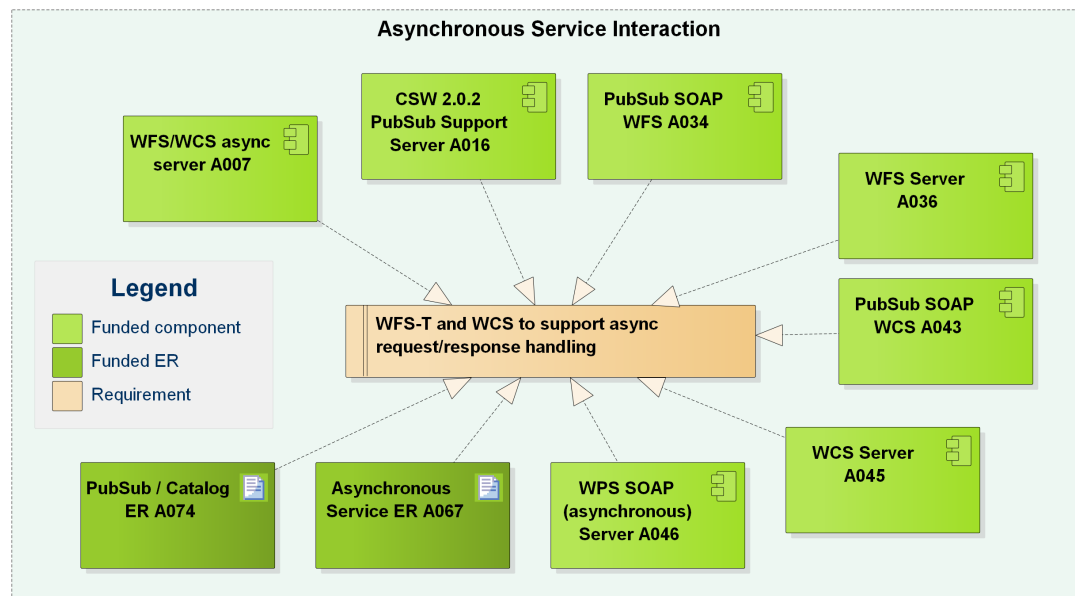 Asynchronous Service Interaction
CSW 2.0.2
PubSub Support
Server A016
PubSub SOAP
WFS A034
WFS/WCS async
server A007
WFS Server
A036
Legend
Funded component
Funded ER
Requirement
WFS-T and WCS to support async
request/response handling
PubSub SOAP
WCS A043
WCS Server
A045
PubSub / Catalog
ER A074
Asynchronous
Service ER A067
WPS SOAP
(asynchronous)
Server A046